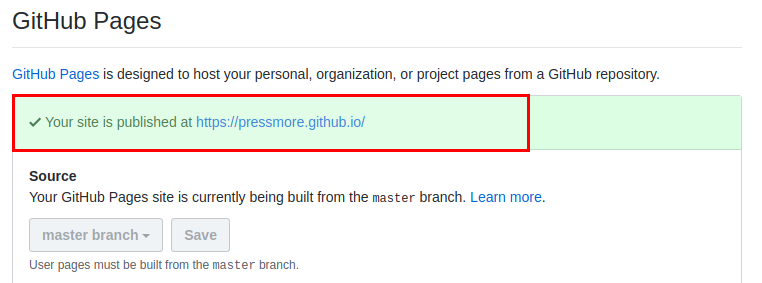 GitHub Pages
GitHub Pages is designed to host your personal, organization, or project pages from a GitHub repository.
Your site is published at https://pressmore.github.io/
Source
Your GitHub Pages site is currently being built from the master branch. Learn more.
master branch Save
User pages must be built from the master branch.